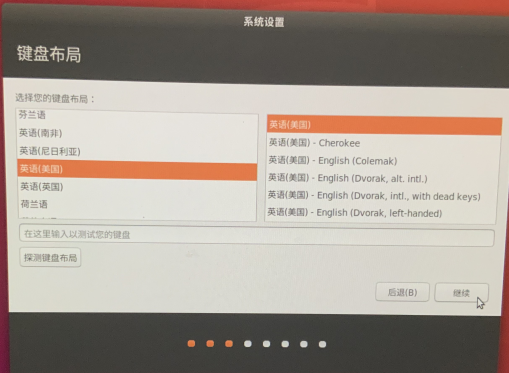 系统设置
键盘布局
选择您的键盘布局：
芬兰语
英语(南非)
英语(尼日利亚)
英语(美国)
英语(英国)
荷兰语
英语(美国)
英语(美国) - Cherokee
英语(美国) - English (Colemak)
英语(美国) - English (Dvorak, alt. intl.)
英语(美国) - English (Dvorak, intl., with dead keys)
英语(美国) - English (Dvorak, left-handed)
在这里输入以测试您的键盘
探测键盘布局
后退(B)
继续